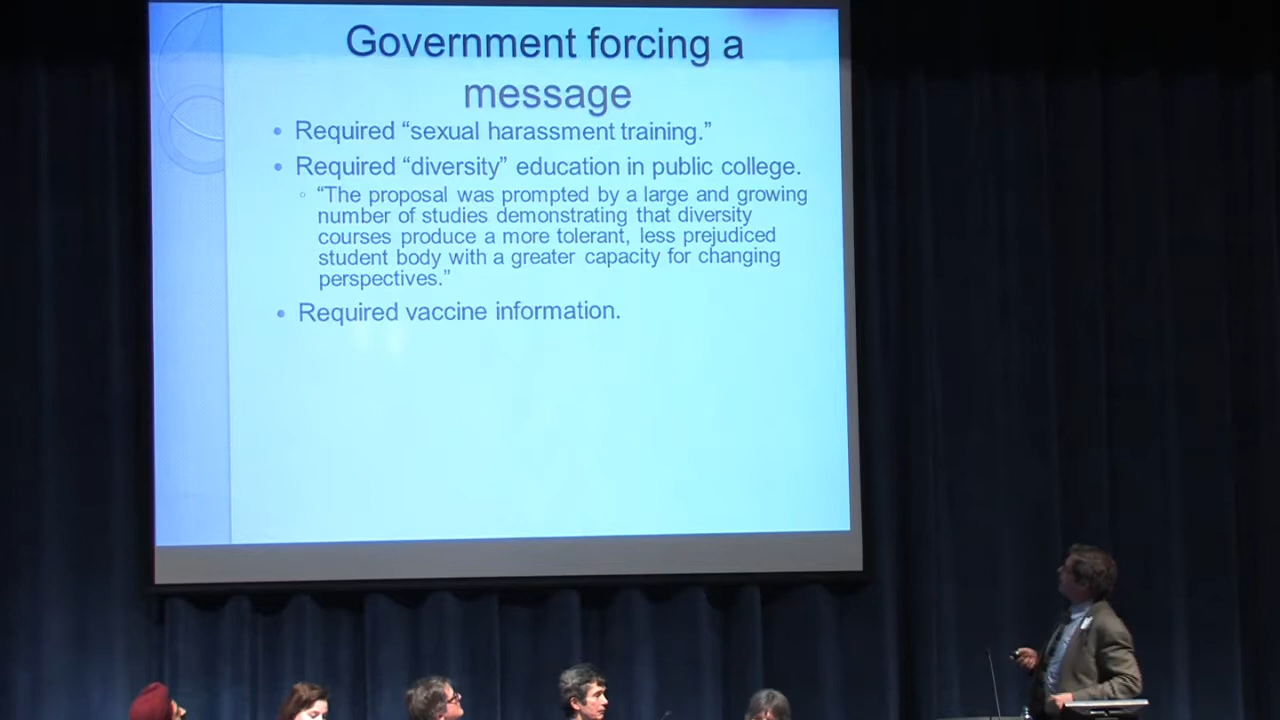 Government forcing a
message
• Required “sexual harassment training.”
• Required “diversity” education in public college.
◦ “The proposal was prompted by a large and growing
number of studies demonstrating that diversity
courses produce a more tolerant, less prejudiced
student body with a greater capacity for changing
perspectives.”
• Required vaccine information.